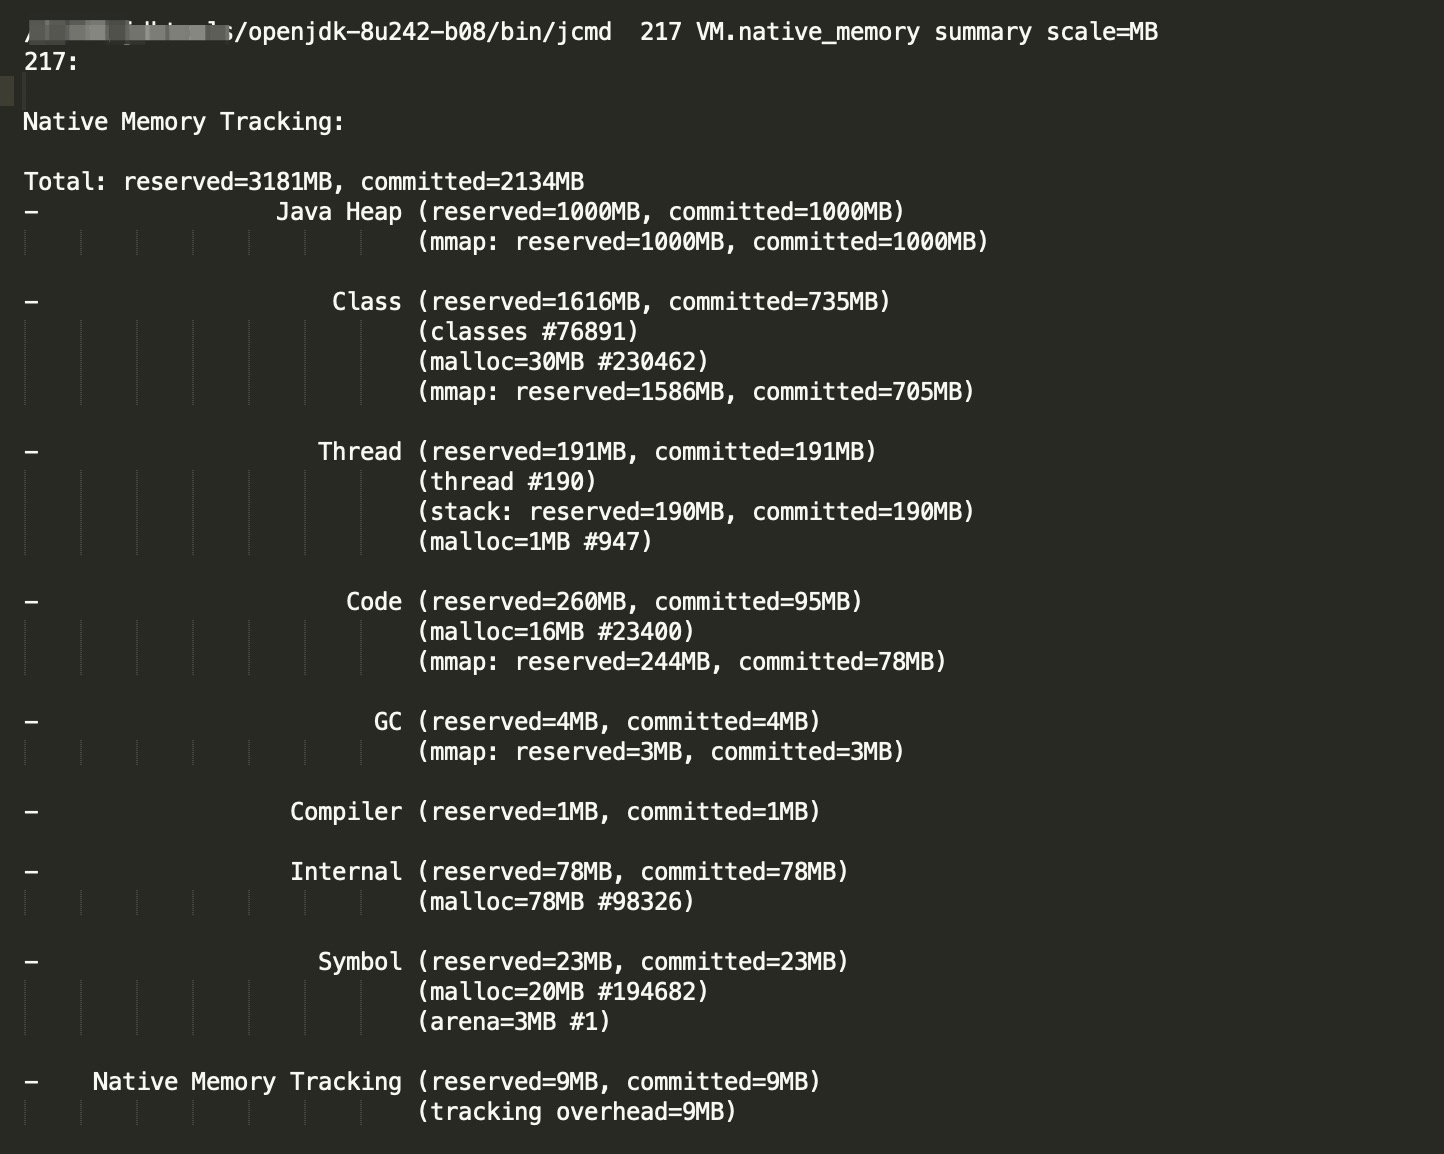 /openjdk-8u242-b08/bin/jcmd  217 VM.native_memory summary scale=MB
217:
Native Memory Tracking:
Total: reserved=3181MB, committed=2134MB
- Java Heap (reserved=1000MB, committed=1000MB)
(mmap: reserved=1000MB, committed=1000MB)
- Class (reserved=1616MB, committed=735MB)
(classes #76891)
(malloc=30MB #230462)
(mmap: reserved=1586MB, committed=705MB)
- Thread (reserved=191MB, committed=191MB)
(thread #190)
(stack: reserved=190MB, committed=190MB)
(malloc=1MB #947)
- Code (reserved=260MB, committed=95MB)
(malloc=16MB #23400)
(mmap: reserved=244MB, committed=78MB)
- GC (reserved=4MB, committed=4MB)
(mmap: reserved=3MB, committed=3MB)
- Compiler (reserved=1MB, committed=1MB)
- Internal (reserved=78MB, committed=78MB)
(malloc=78MB #98326)
- Symbol (reserved=23MB, committed=23MB)
(malloc=20MB #194682)
(arena=3MB #1)
- Native Memory Tracking (reserved=9MB, committed=9MB)
(tracking overhead=9MB)